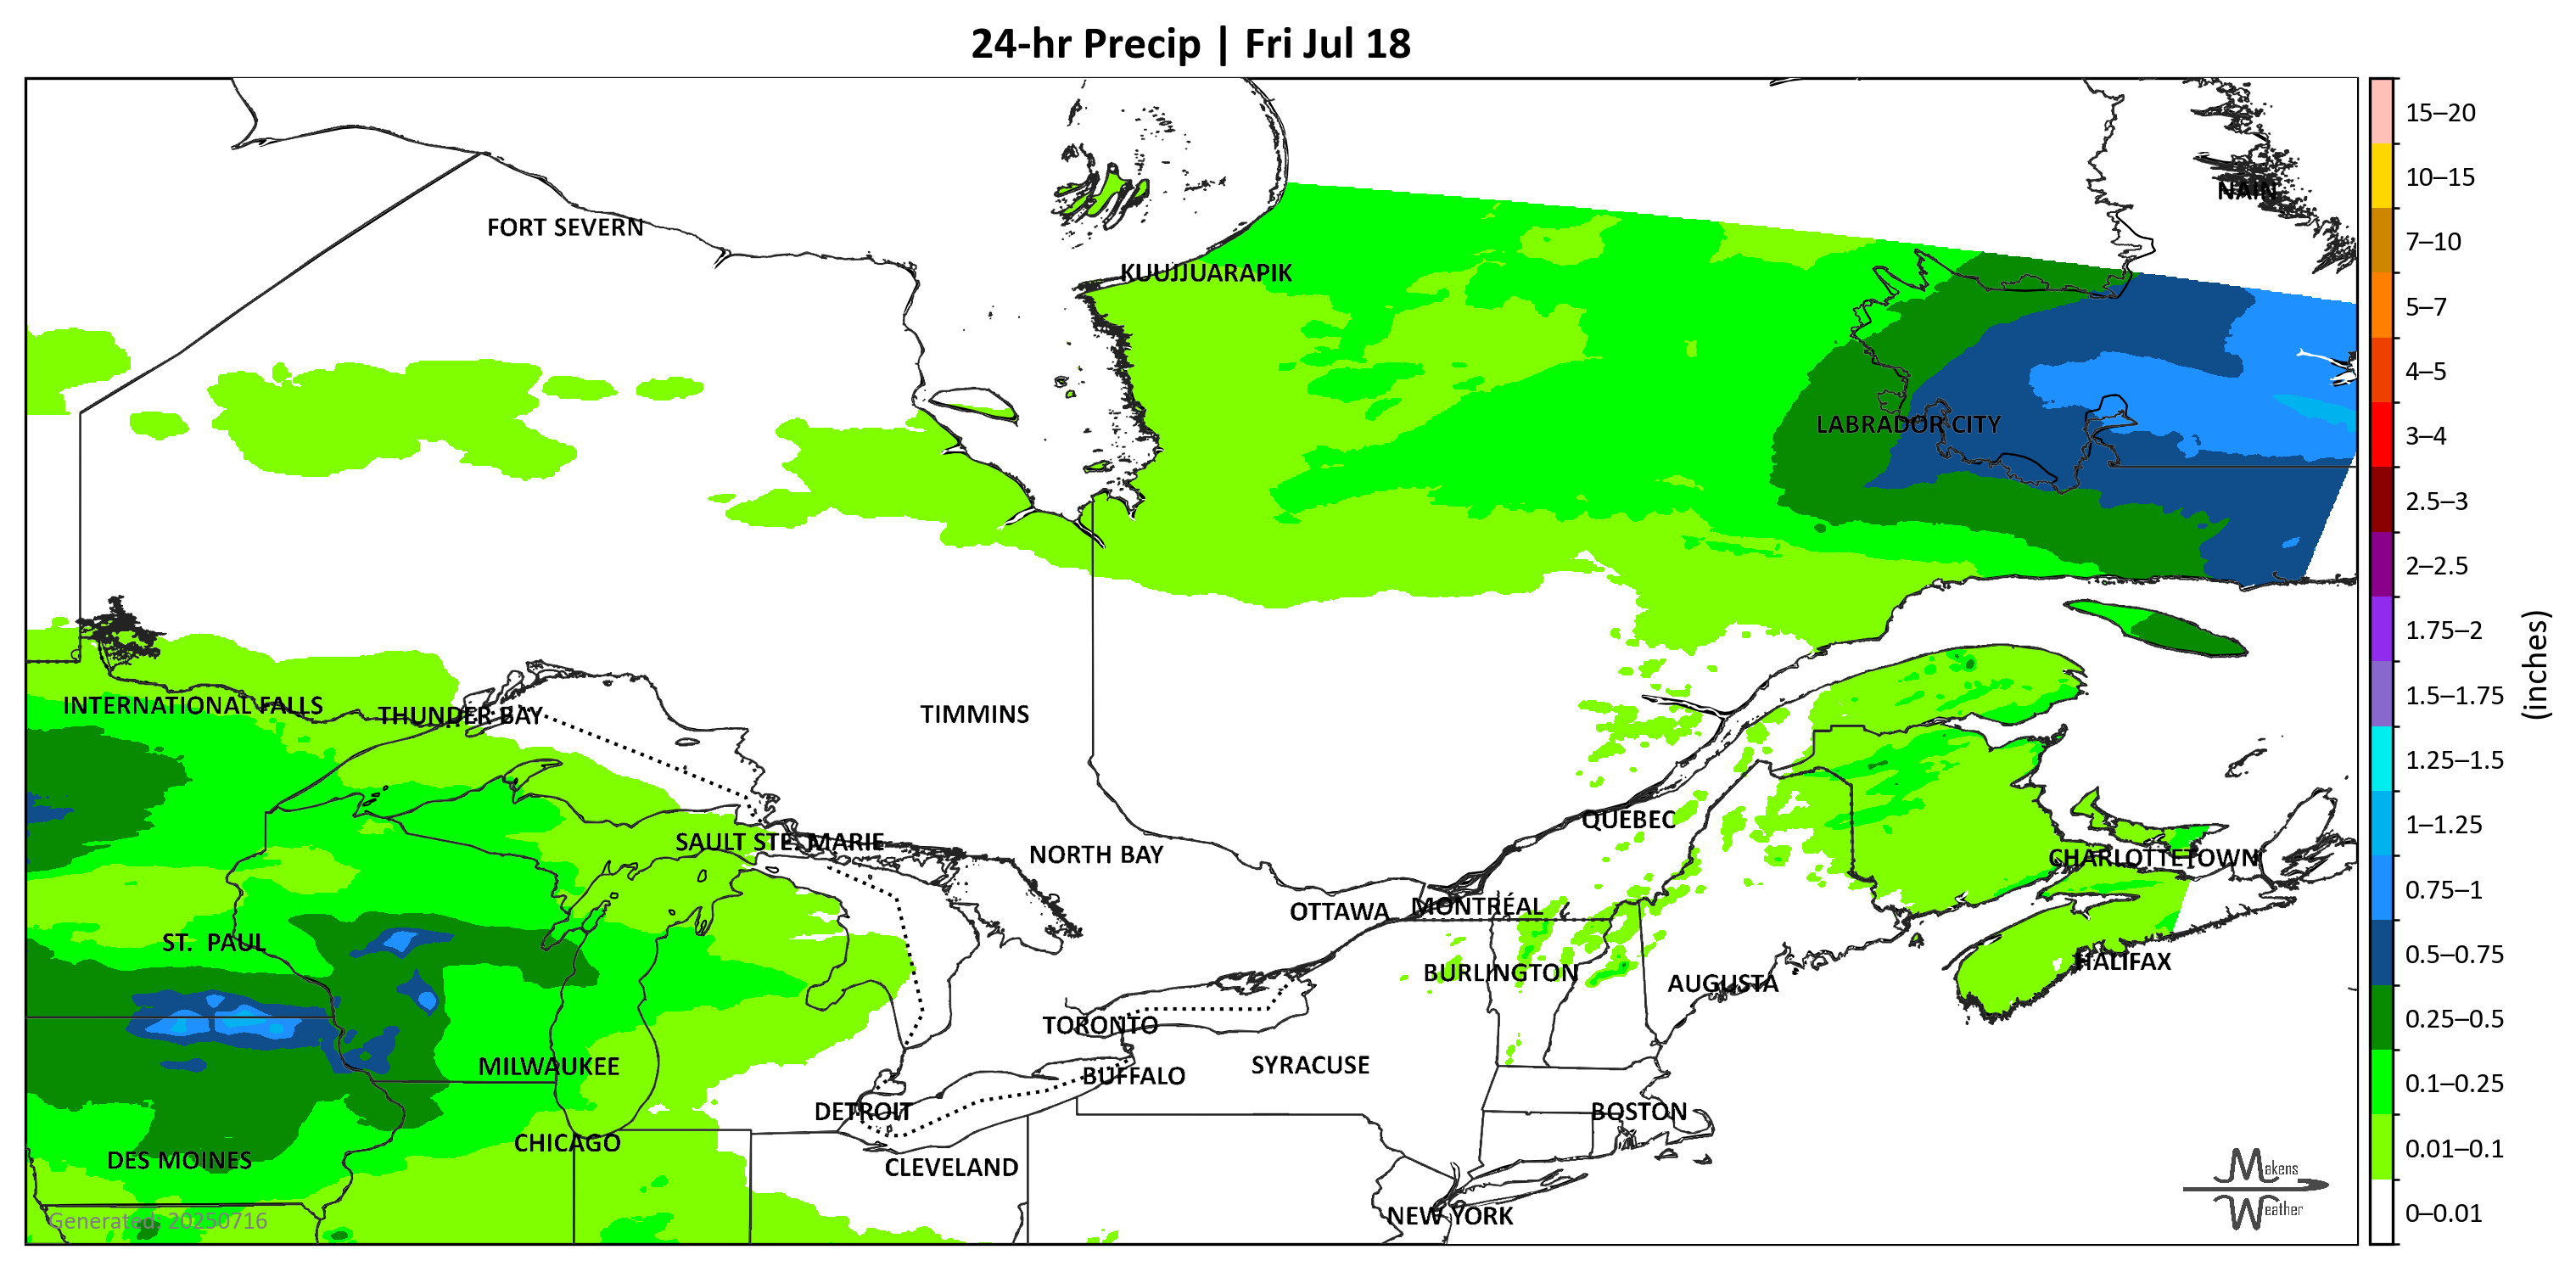 24-hr Precip | Fri Jul 18
15–20
10–15
NAIN
FORT SEVERN
7–10
KUUJJUARAPIK
5–7
4–5
LABRADOR CITY
3–4
2.5–3
2–2.5
1.75–2
(inches)
1.5–1.75
INTERNATIONAL FALLS
THUNDER BAY
TIMMINS
1.25–1.5
QUEBEC
1–1.25
SAULT STE. MARIE
NORTH BAY
CHARLOTTETOWN
0.75–1
OTTAWA
MONTRÉAL
ST. PAUL
0.5–0.75
HALIFAX
BURLINGTON
AUGUSTA
0.25–0.5
TORONTO
MILWAUKEE
SYRACUSE
BUFFALO
0.1–0.25
DETROIT
BOSTON
CHICAGO
0.01–0.1
DES MOINES
CLEVELAND
Makens
Weather
0–0.01
Generated: 20250716
NEW YORK